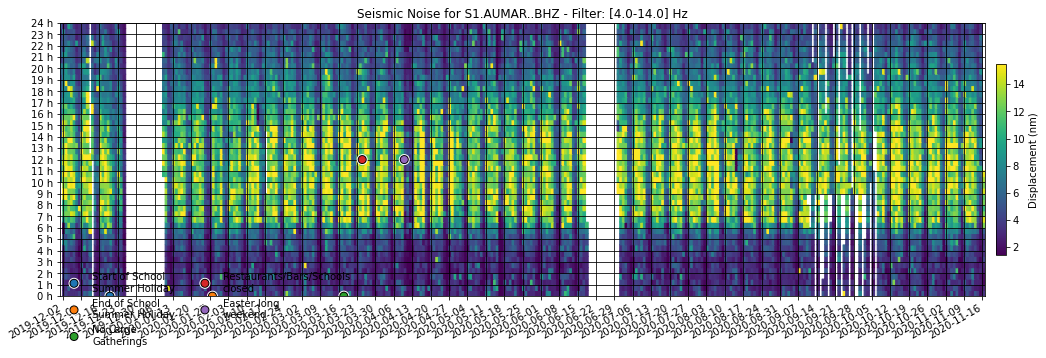 Seismic Noise for S1.AUMAR..BHZ - Filter: [4.0-14.0] Hz
24 h
23 h
22 h
21 h
20 h
19 h
18 h
17 h
16 h
15 h
14 h
13 h
12 h
11 h
10 h
9 h
8 h
7 h
6 h
5 h
4 h
3 h
2 h
1 h
0 h
Start of School
Summer Holiday
End of School
Summer Holiday
No Large
Gatherings
Restaurants/Bars/Schools
closed
Easter long
weekend
2019-12-02
2020-02-03
2020-02-10
2020-02-17
2020-02-24
2020-03-02
2020-03-09
2020-03-16
2020-03-23
2020-03-30
2020-04-06
2020-04-13
2020-04-20
2020-04-27
2020-05-04
2020-05-11
2020-05-18
2020-05-25
2020-06-01
2020-06-08
2020-06-15
2020-06-22
2020-06-29
2020-07-06
2020-07-13
2020-07-20
2020-07-27
2020-08-03
2020-08-10
2020-08-17
2020-08-24
2020-08-31
2020-09-07
2020-09-14
2020-09-21
2020-09-28
2020-10-05
2020-10-12
2020-10-19
2020-10-26
2020-11-02
2020-11-09
2020-11-16
14
12
10
8
6
4
2
Displacement (nm)